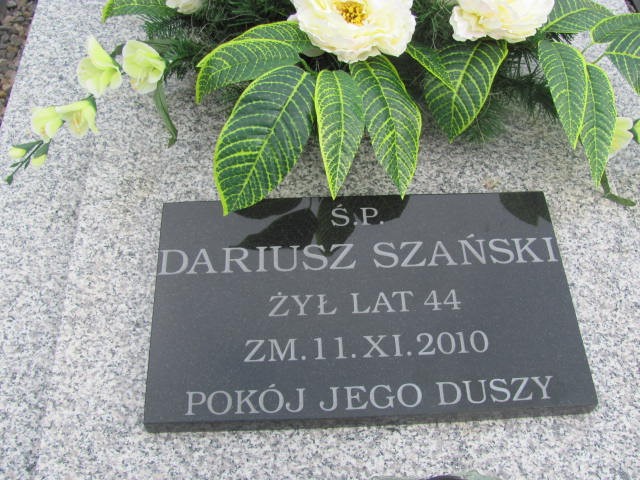 Ś.P.
DARIUSZ SZAŃSKI
ŻYŁ LAT 44
ZM. 11. XI. 2010
POKÓJ JEGO DUSZY